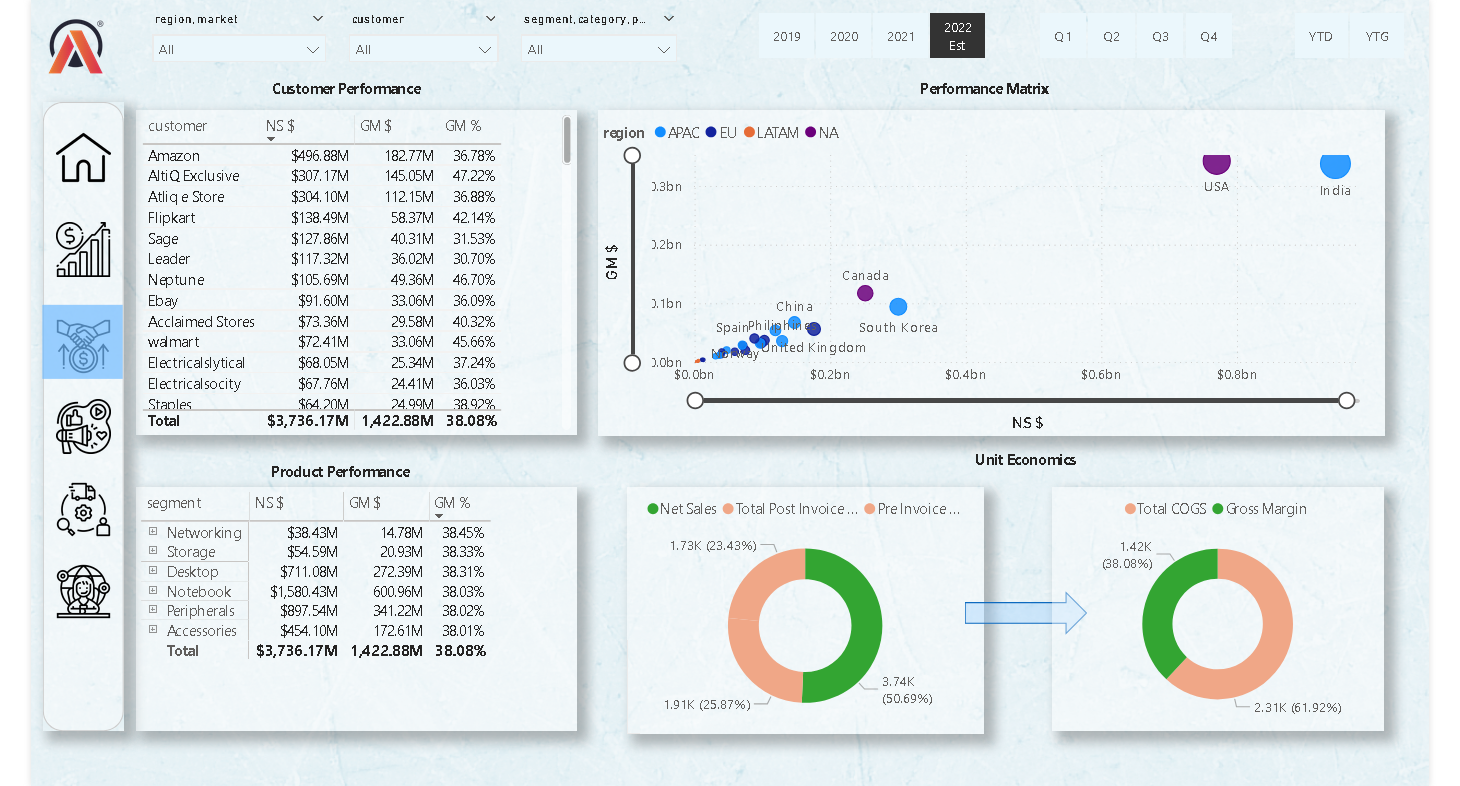 region, market
customer
segment, category, p...
All
All
All
2019
2020
2021
2022
Est
Q1
Q2
Q3
Q4
YTD
YTG
®
Customer Performance
customer NS $ GM $ GM %
Amazon $496.88M 182.77M 36.78%
AltiQ Exclusive $307.17M 145.05M 47.22%
Atliq e Store $304.10M 112.15M 36.88%
Flipkart $138.49M 58.37M 42.14%
Sage $127.86M 40.31M 31.53%
Leader $117.32M 36.02M 30.70%
Neptune $105.69M 49.36M 46.70%
Ebay $91.60M 33.06M 36.09%
Acclaimed Stores $73.36M 29.58M 40.32%
walmart $72.41M 33.06M 45.66%
Electricalslytical $68.05M 25.34M 37.24%
Electricalsocity $67.76M 24.41M 36.03%
Staples $64.20M 24.99M 38.92%
Total $3,736.17M 1,422.88M 38.08%
Performance Matrix
region APAC EU LATAM NA
GM $
0.3bn
0.2bn
0.1bn
0.0bn
USA
India
Canada
China
South Korea
Spain
Philiphines
Norway
United Kingdom
$0.0bn $0.2bn $0.4bn $0.6bn $0.8bn
NS $
Product Performance
segment NS $ GM $ GM %
Networking $38.43M 14.78M 38.45%
Storage $54.59M 20.93M 38.33%
Desktop $711.08M 272.39M 38.31%
Notebook $1,580.43M 600.96M 38.03%
Peripherals $897.54M 341.22M 38.02%
Accessories $454.10M 172.61M 38.01%
Total $3,736.17M 1,422.88M 38.08%
Unit Economics
Net Sales Total Post Invoice ... Pre Invoice ...
1.73K (23.43%)
3.74K
(50.69%)
1.91K (25.87%)
Total COGS Gross Margin
1.42K
(38.08%)
2.31K (61.92%)